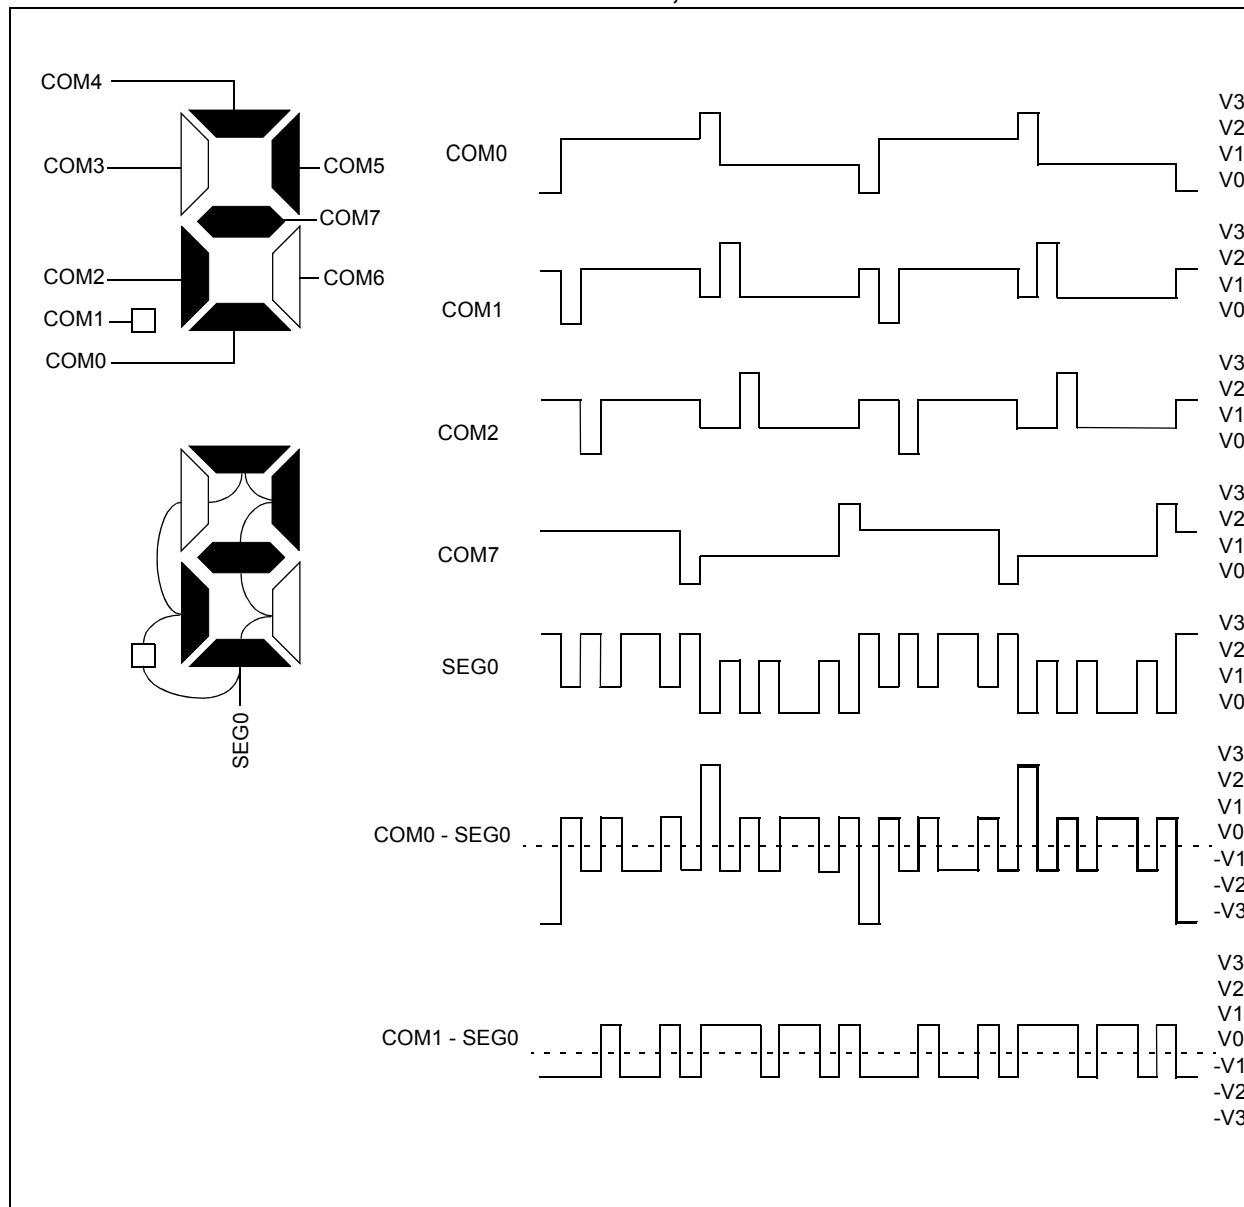 COM4
COM3
COM5
COM7
COM2
COM6
COM1
COM0
SEG0
COM0
V3
V2
V1
V0
COM1
V3
V2
V1
V0
COM2
V3
V2
V1
V0
COM7
V3
V2
V1
V0
SEG0
V3
V2
V1
V0
COM0 - SEG0
V3
V2
V1
V0
-V1
-V2
-V3
COM1 - SEG0
V3
V2
V1
V0
-V1
-V2
-V3